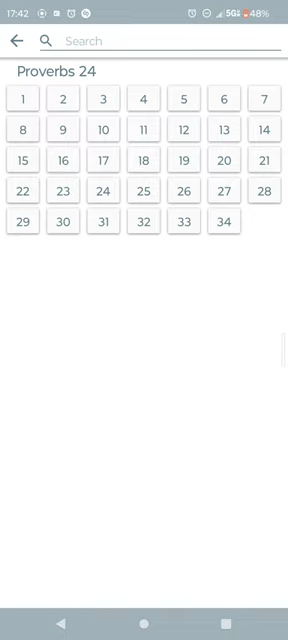 17:42 5G 48%
Search
Proverbs 24
1 2 3 4 5 6 7
8 9 10 11 12 13 14
15 16 17 18 19 20 21
22 23 24 25 26 27 28
29 30 31 32 33 34